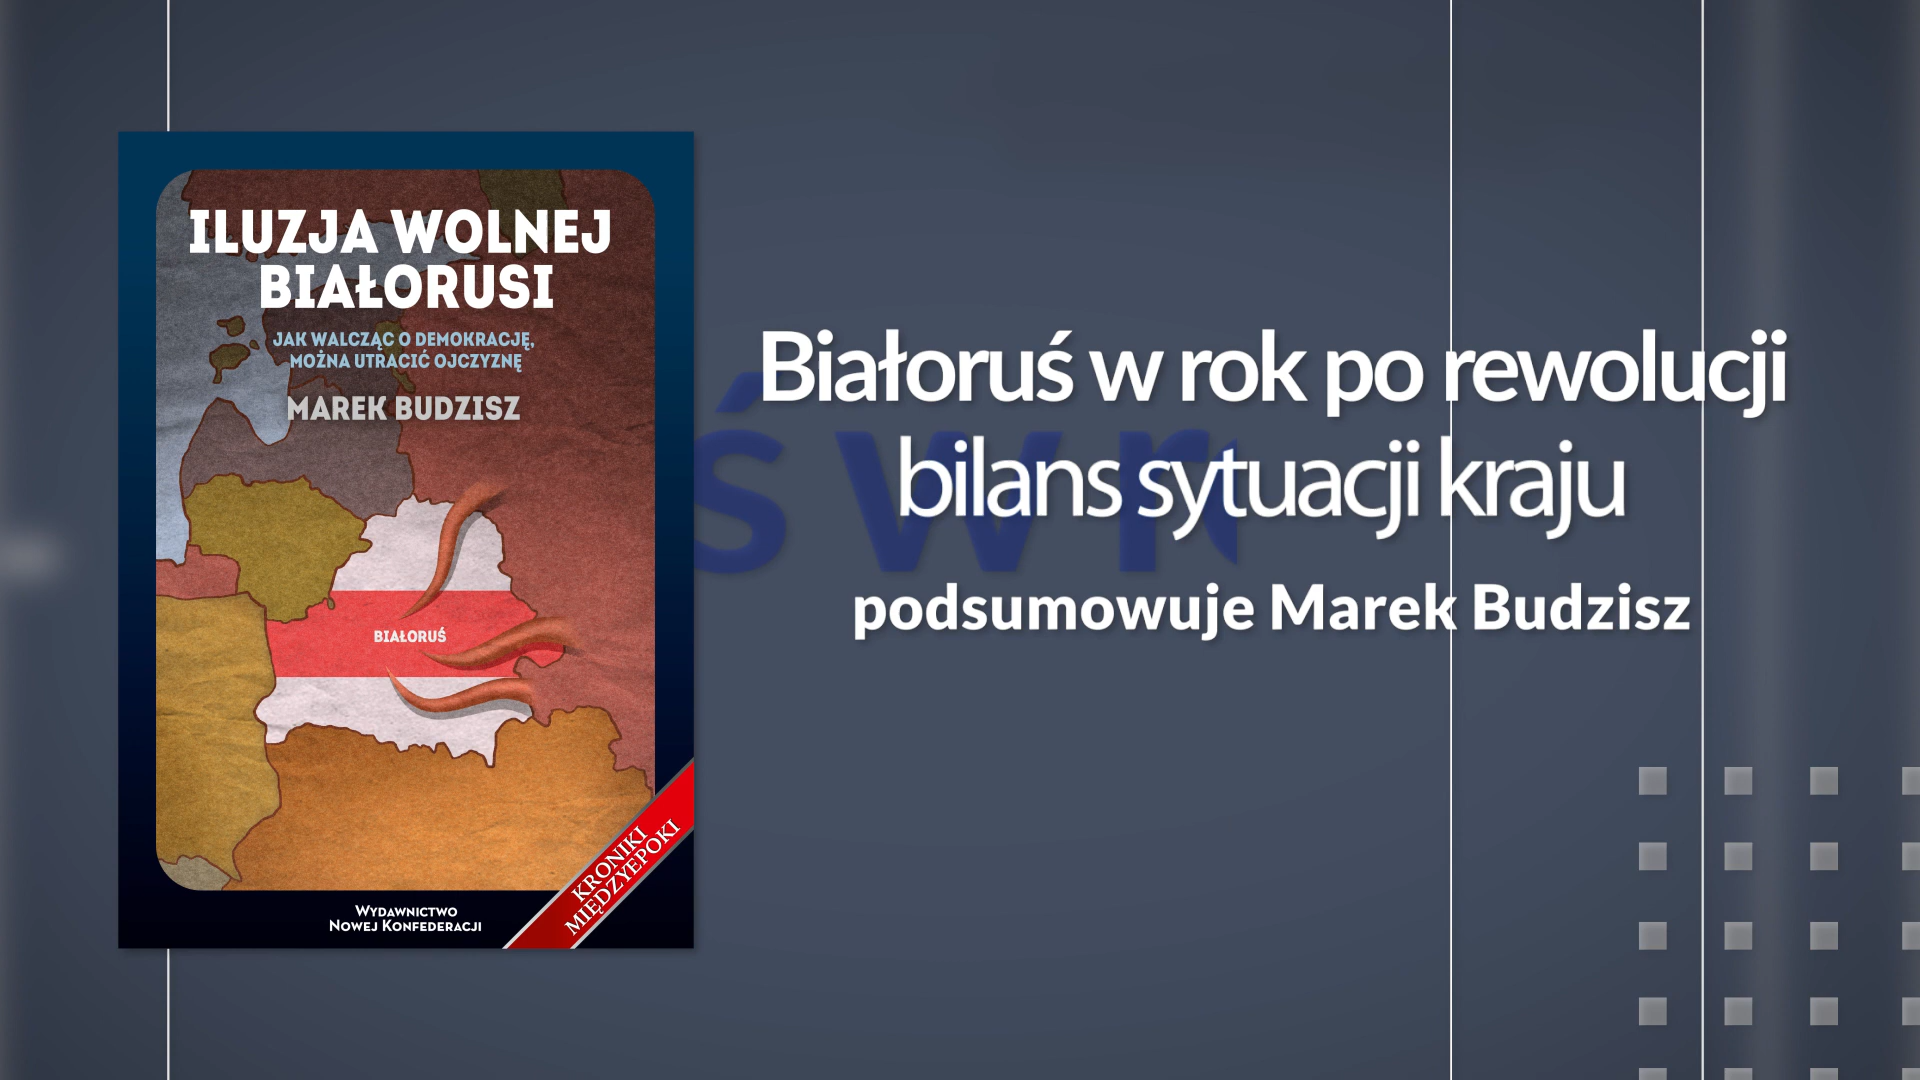 ILUZJA WOLNEJ
BIAŁORUSI
JAK WALCZĄC O DEMOKRACJĘ,
MOŻNA UTRACIĆ OJCZYZNĘ
MAREK BUDZISZ
BIAŁORUŚ
WYDAWNICTWO
NOWEJ KONFEDERACJI
KRONIKI
MIĘDZYEPOKI
Białoruś w rok po rewolucji
bilans sytuacji kraju
podsumowuje Marek Budzisz
ś w r